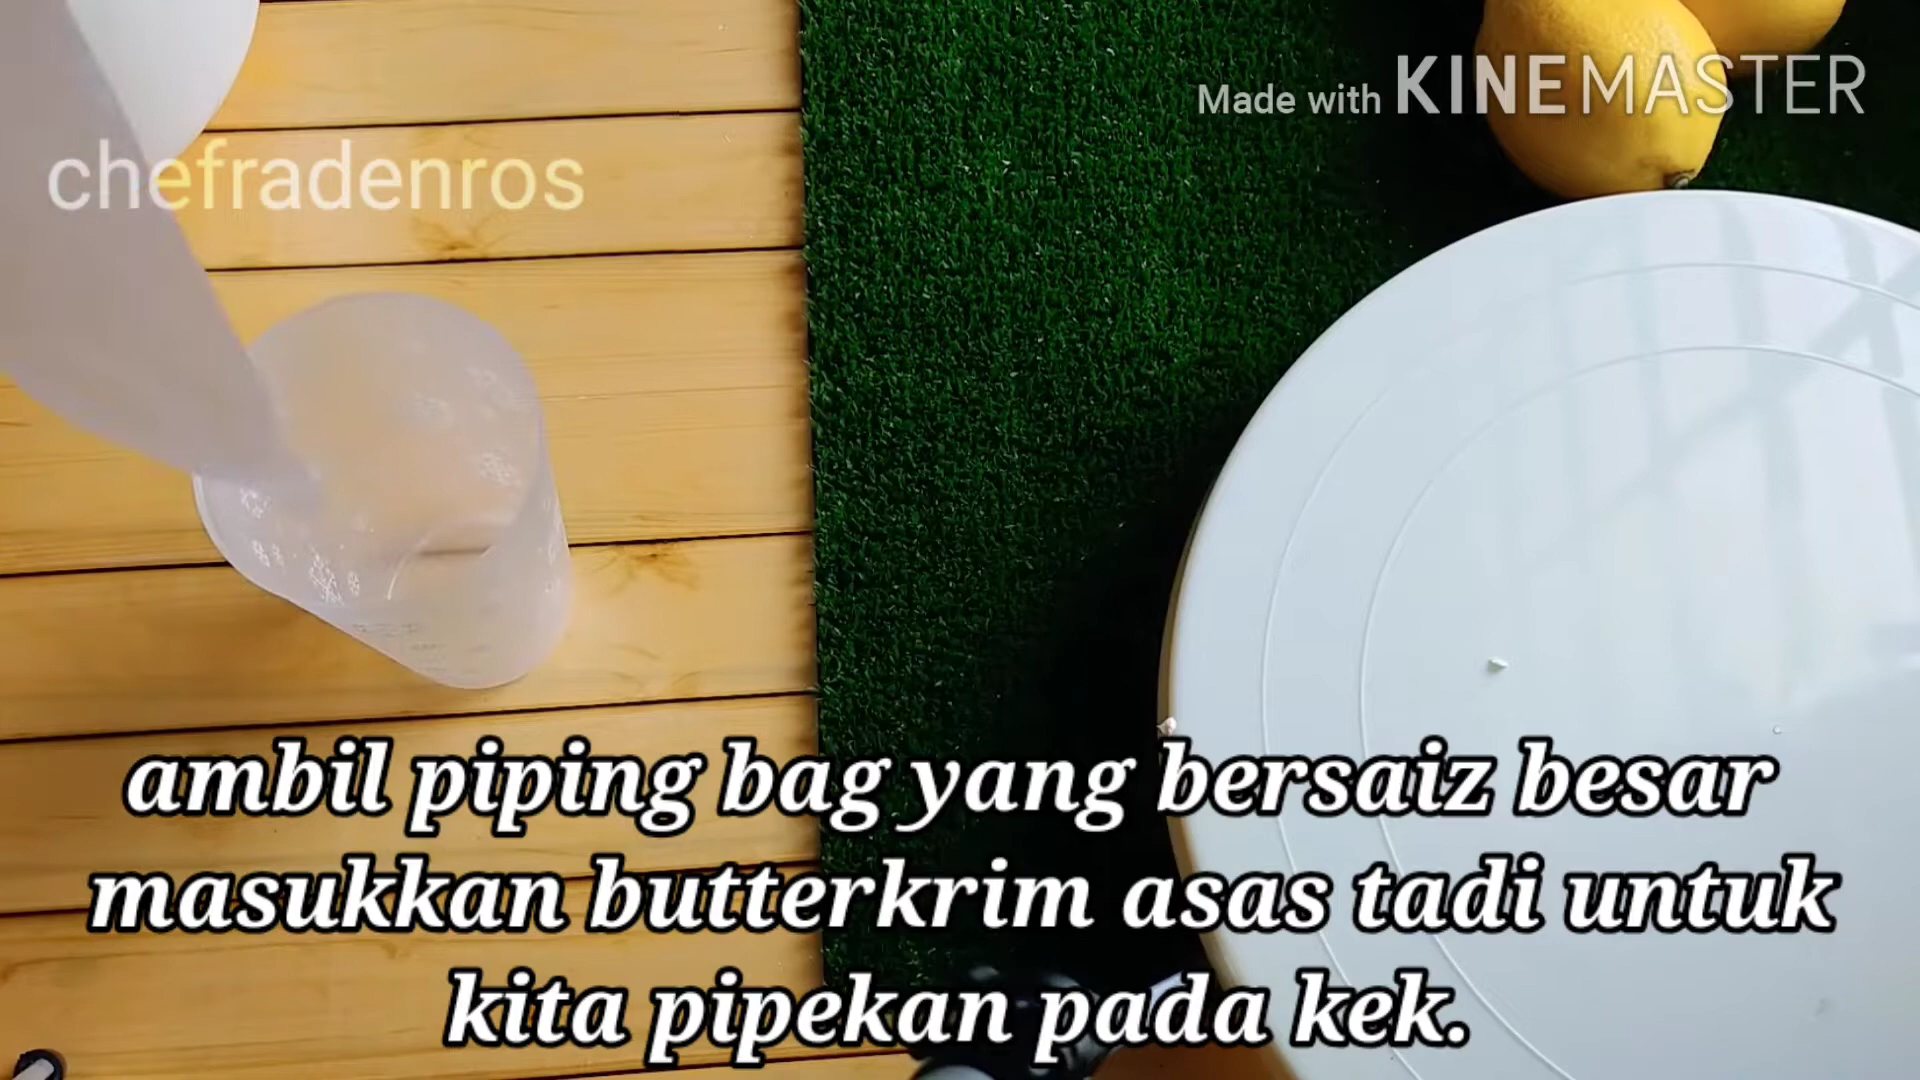 Made with KINEMASTER
chefradenros
ambil piping bag yang bersaiz besar
masukkan butterkrim asas tadi untuk
kita pipekan pada kek.